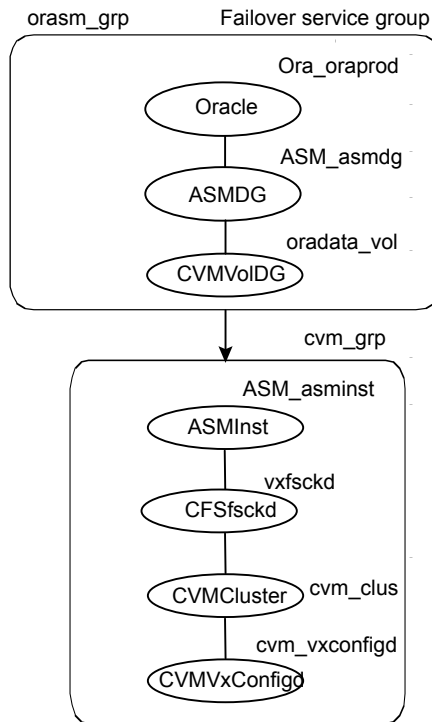 orasm_grp
Failover service group
Ora_oraprod
Oracle
ASM_asmdg
ASMDG
oradata_vol
CVMVolDG
cvm_grp
ASM_asminst
ASMInst
vxfsckd
CFSfsckd
CVMCluster
cvm_clus
cvm_vxconfigd
CVMVxConfigd